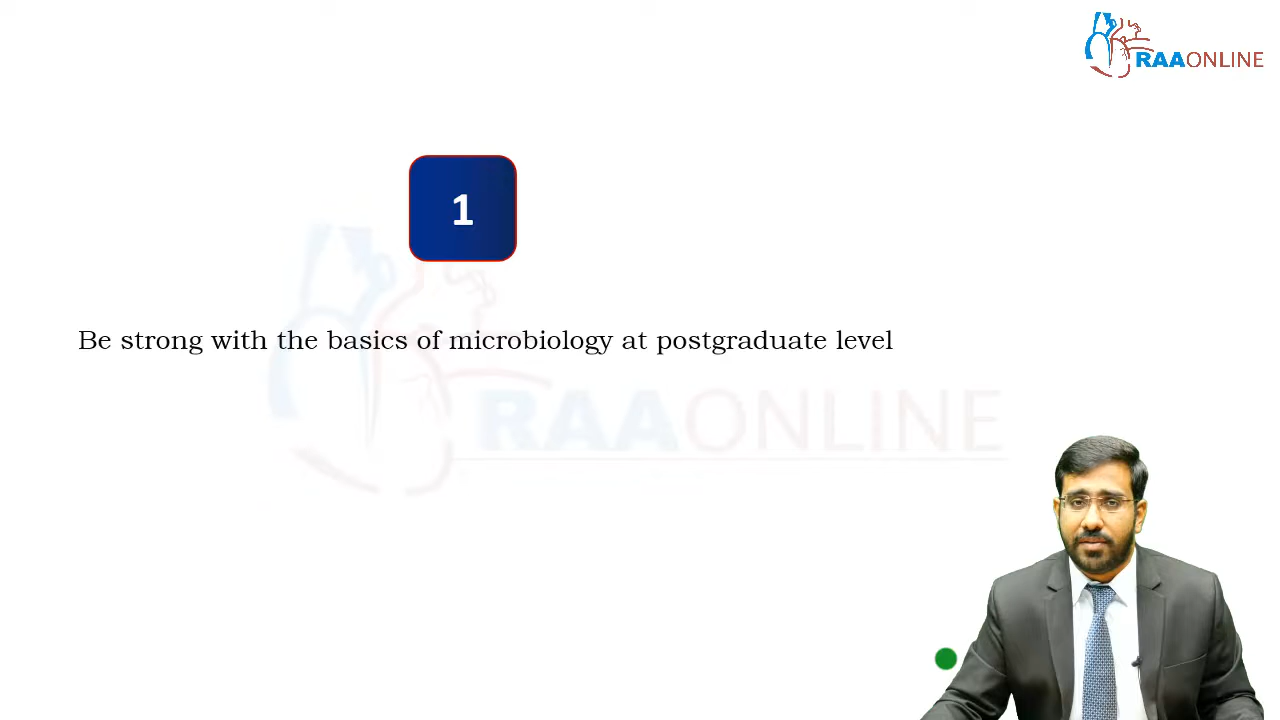 RAAONLINE
1
Be strong with the basics of microbiology at postgraduate level
RAAONLINE